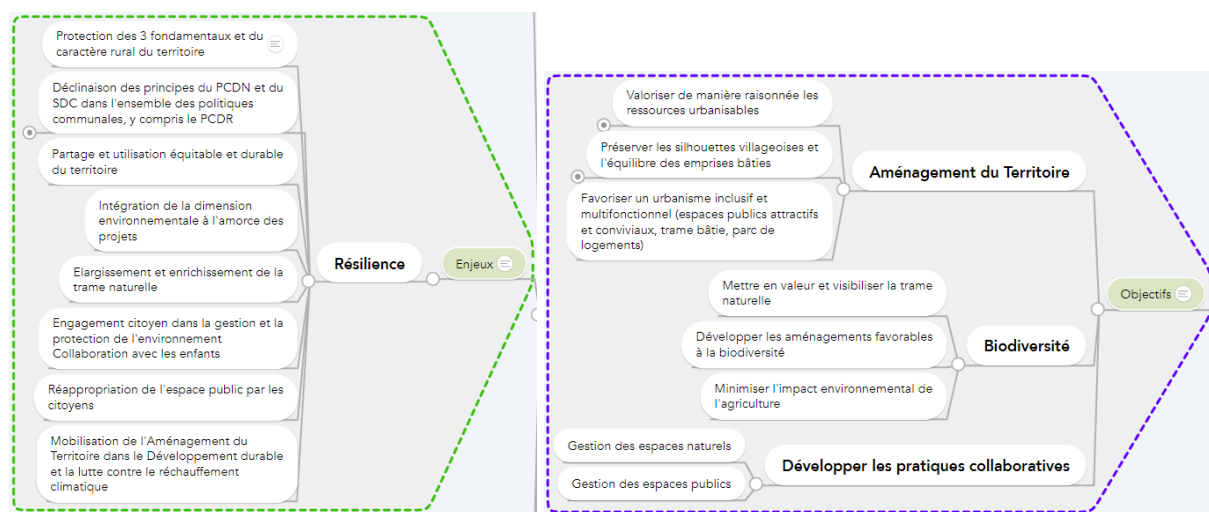 Protection des 3 fondamentaux et du
caractère rural du territoire
Déclinaison des principes du PCDN et du
SDC dans l'ensemble des politiques
communales, y compris le PCDR
Partage et utilisation équitable et durable
du territoire
Intégration de la dimension
environnementale à l'amorce des
projets
Elargissement et enrichissement de la
trame naturelle
Engagement citoyen dans la gestion et la
protection de l'environnement
Collaboration avec les enfants
Réappropriation de l'espace public par les
citoyens
Mobilisation de l'Aménagement du
Territoire dans le Développement durable
et la lutte contre le réchauffement
climatique
Résilience
Enjeux
Valoriser de manière raisonnée les
ressources urbanisables
Préserver les silhouettes villageoises et
l'équilibre des emprises bâties
Favoriser un urbanisme inclusif et
multifonctionnel (espaces publics attractifs
et conviviaux, trame bâtie, parc de
logements)
Aménagement du Territoire
Mettre en valeur et visibiliser la trame
naturelle
Développer les aménagements favorables
à la biodiversité
Minimiser l'impact environnemental de
l'agriculture
Biodiversité
Gestion des espaces naturels
Gestion des espaces publics
Développer les pratiques collaboratives
Objectifs